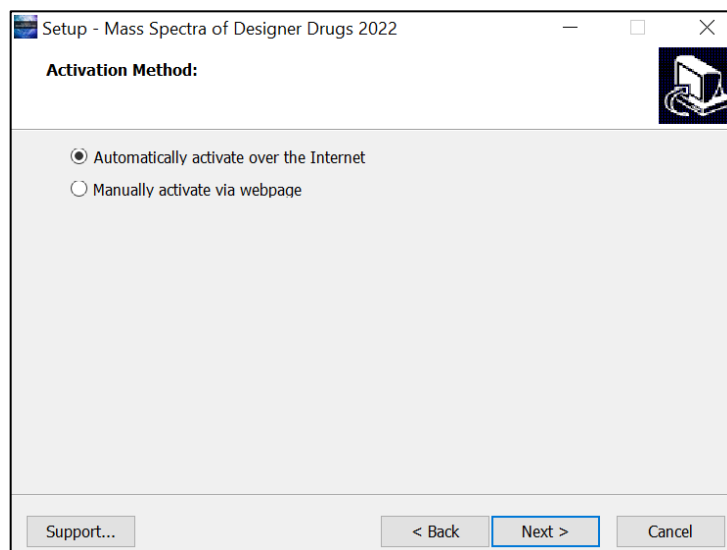 Setup - Mass Spectra of Designer Drugs 2022
Activation Method:
Automatically activate over the Internet
Manually activate via webpage
Support...
< Back
Next >
Cancel